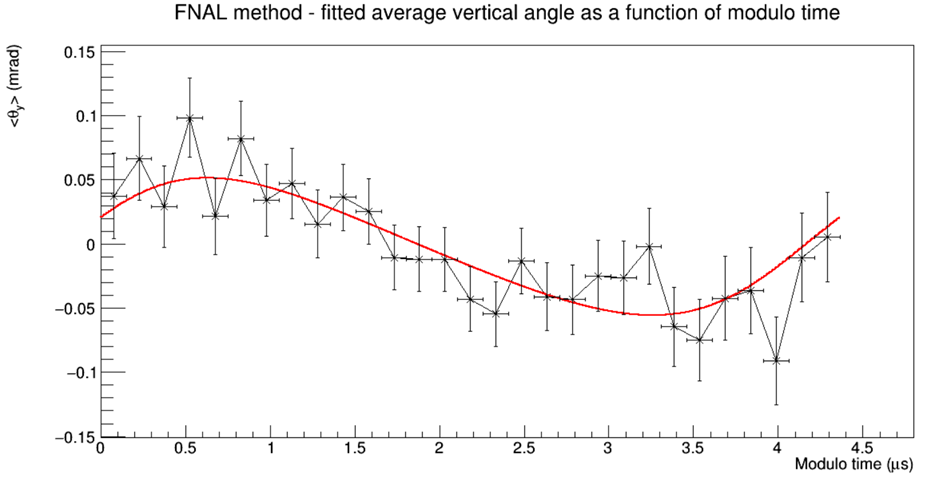 FNAL method - fitted average vertical angle as a function of modulo time
<θy> (mrad)
0.15
0.1
0.05
0
−0.05
−0.1
−0.15
0 0.5 1 1.5 2 2.5 3 3.5 4 4.5
Modulo time (μs)